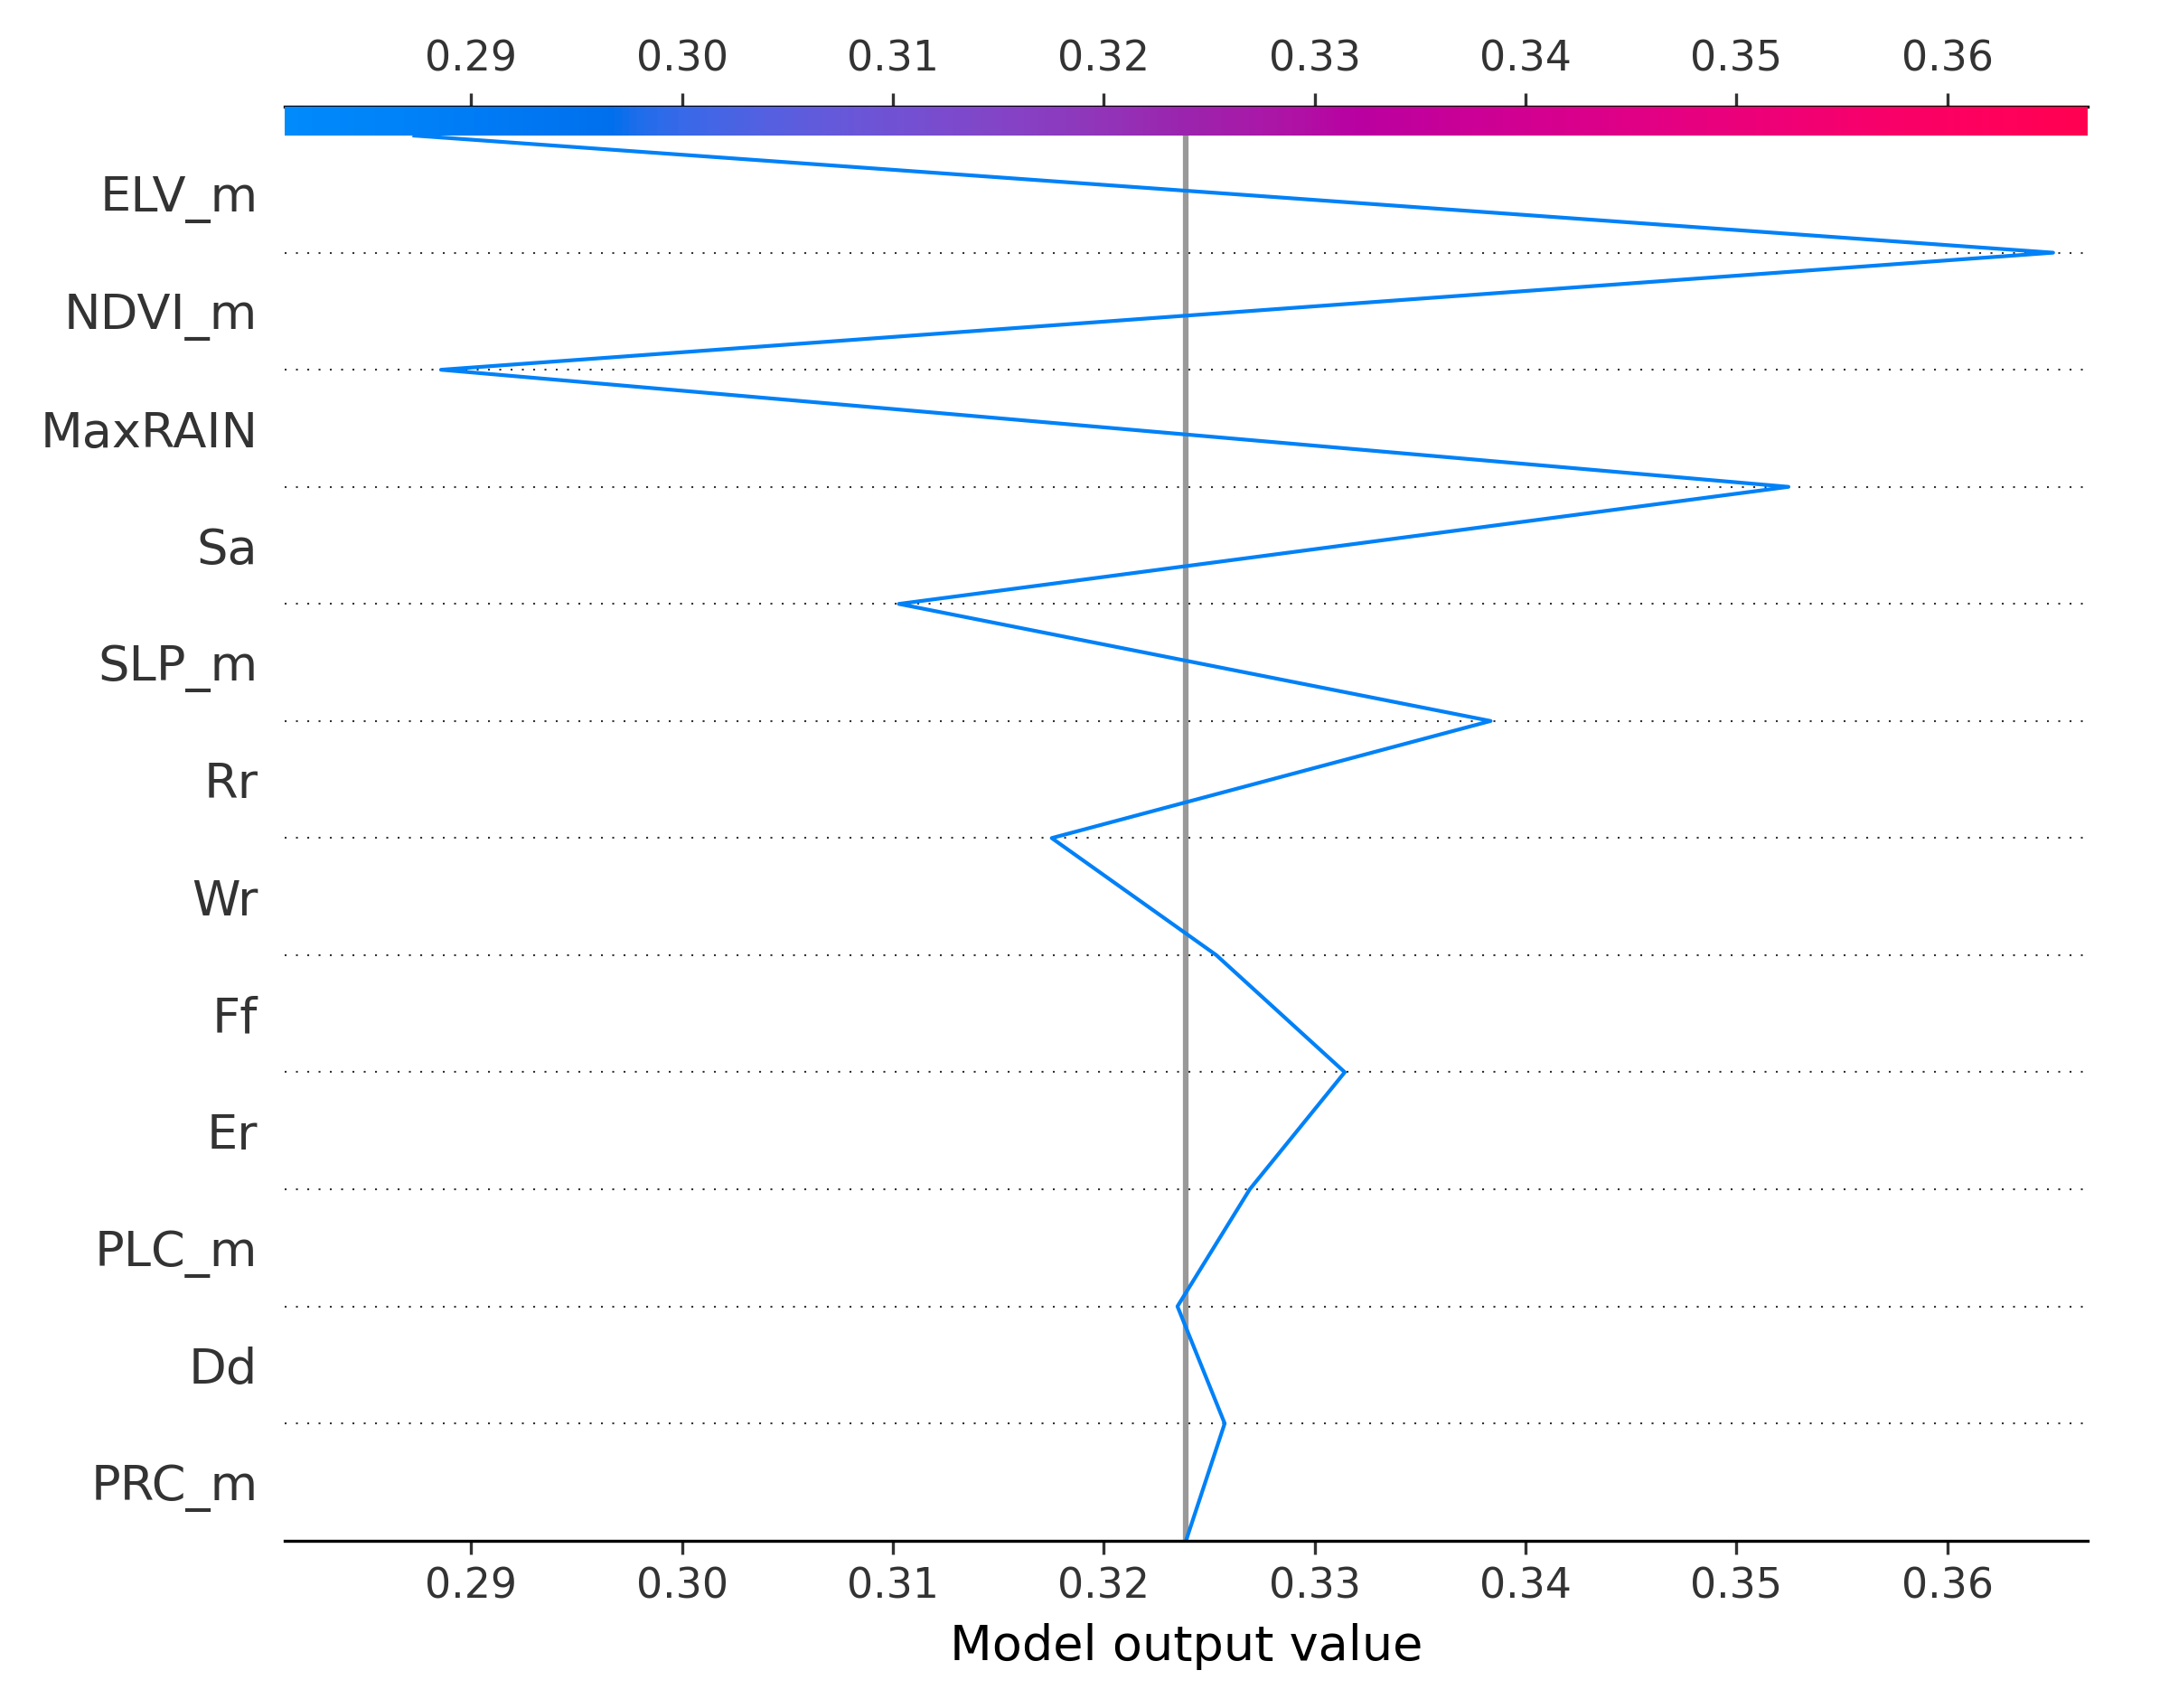 0.29 0.30 0.31 0.32 0.33 0.34 0.35 0.36
ELV_m
NDVI_m
MaxRAIN
Sa
SLP_m
Rr
Wr
Ff
Er
PLC_m
Dd
PRC_m
0.29 0.30 0.31 0.32 0.33 0.34 0.35 0.36
Model output value